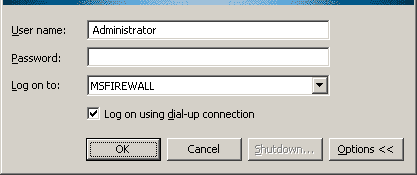 User name: Administrator
Password:
Log on to: MSFIREWALL
Log on using dial-up connection
OK Cancel Shutdown... Options <<